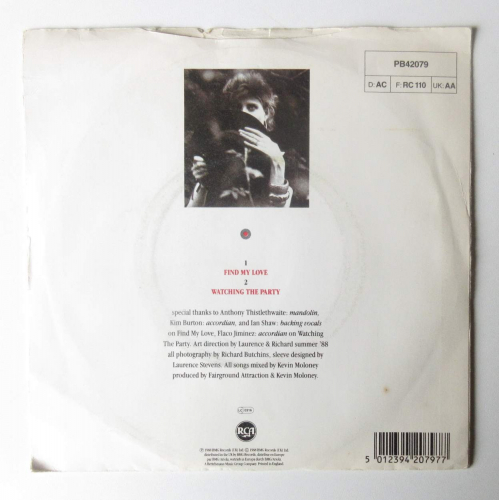 PB42079
D: AC F: RC 110 UK: AA
1
FIND MY LOVE
2
WATCHING THE PARTY
special thanks to Anthony Thistlethwaite: mandolin,
Kim Burton: accordian, and Ian Shaw: backing vocals
on Find My Love, Flaco Jiminez: accordian on Watching
The Party. Art direction by Laurence & Richard summer '88
all photography by Richard Butchins, sleeve designed by
Laurence Stevens: All songs mixed by Kevin Moloney
produced by Fairground Attraction & Kevin Moloney.
RCA
5 012394 207977